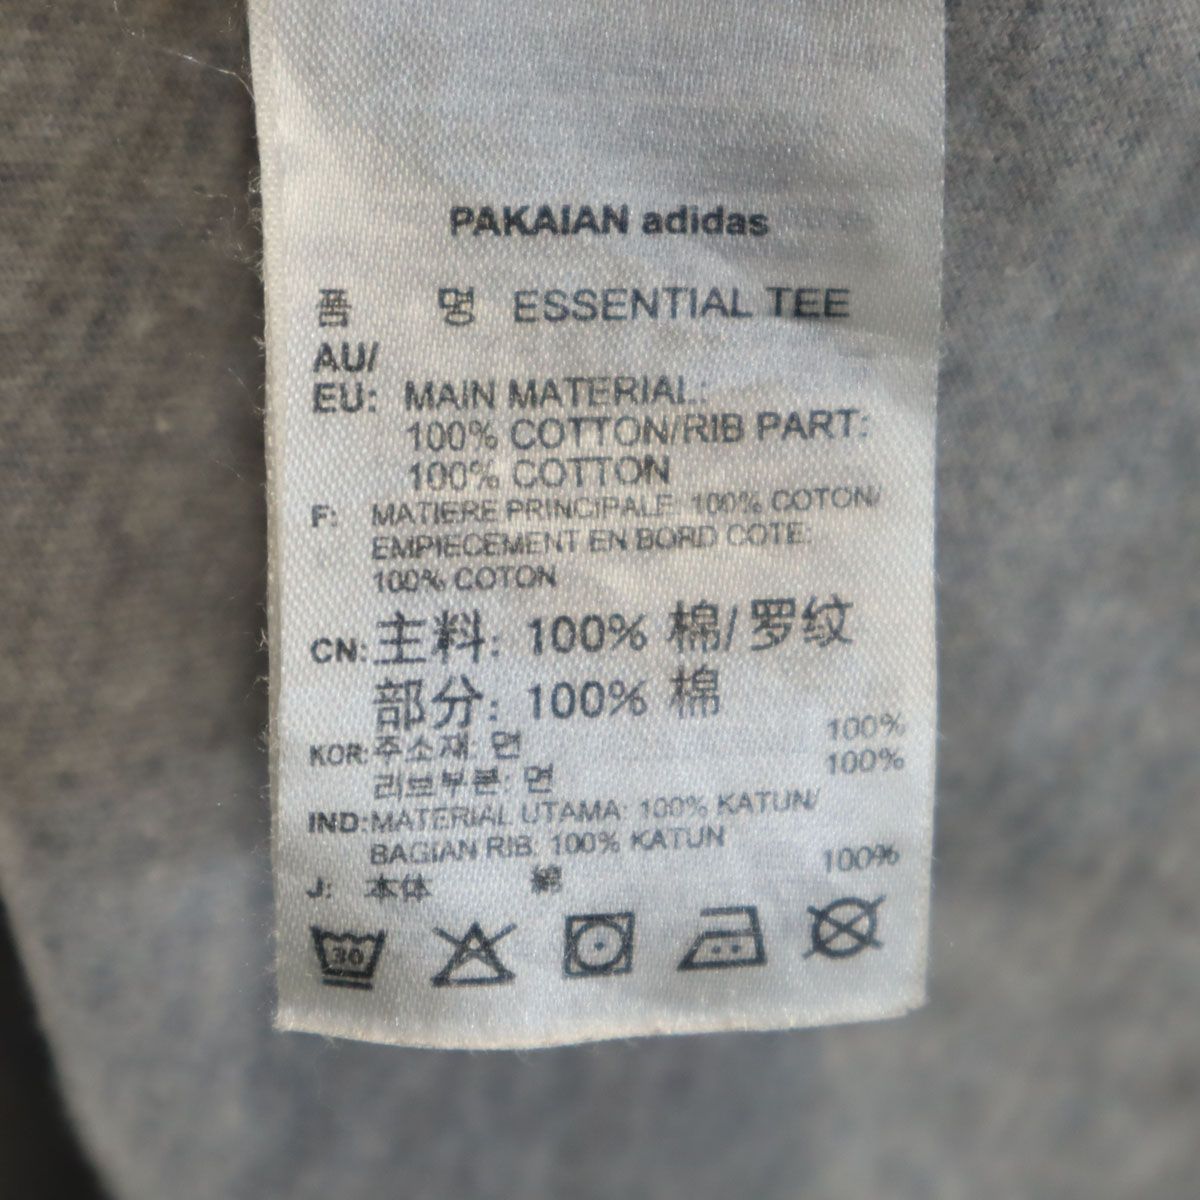 PAKAIAN adidas
품 명 ESSENTIAL TEE
AU/
EU: MAIN MATERIAL:
100% COTTON/RIB PART:
100% COTTON
F: MATIERE PRINCIPALE: 100% COTON/
EMPIECEMENT EN BORD COTE:
100% COTON
CN: 主料: 100% 棉/罗纹
部分: 100% 棉
KOR: 주소재: 면 100%
리브부분: 면 100%
IND: MATERIAL UTAMA: 100% KATUN/
BAGIAN RIB: 100% KATUN
J: 本体 綿 100%
30